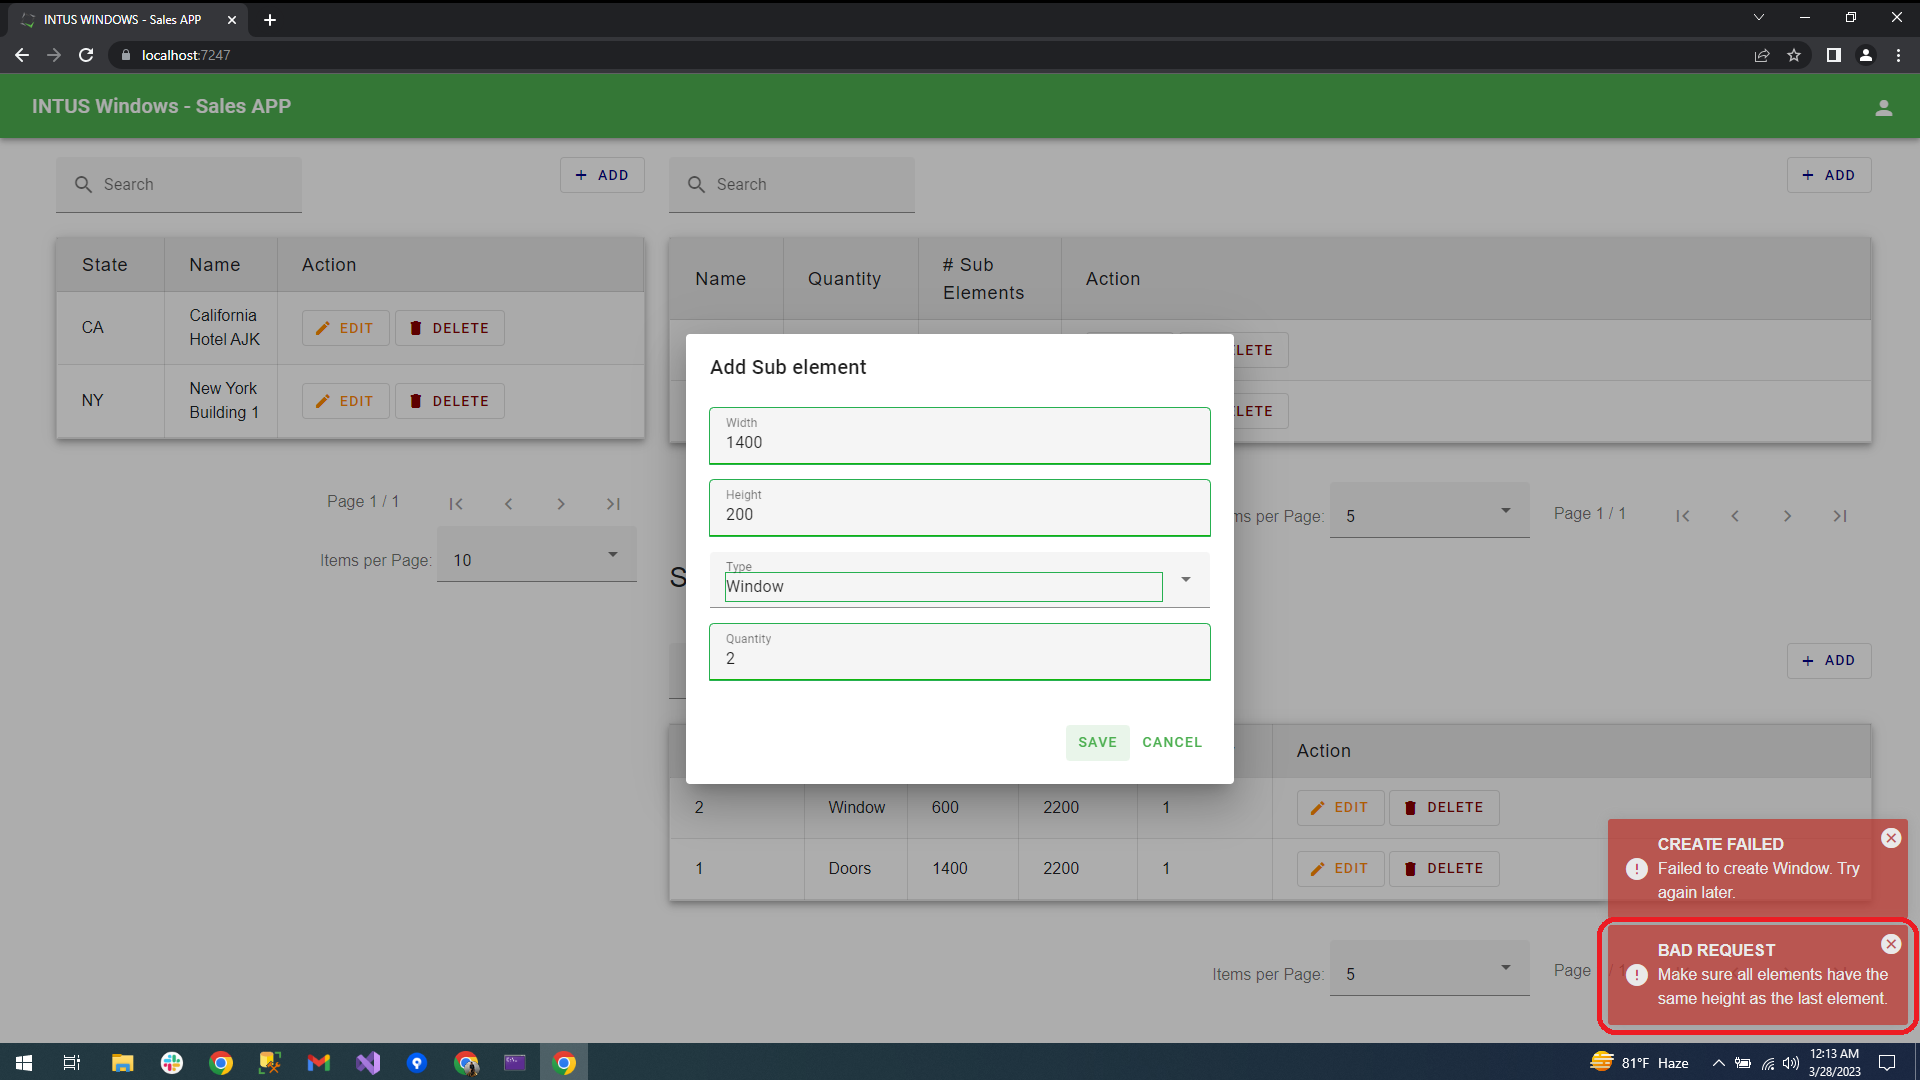 INTUS WINDOWS - Sales APP
localhost:7247
INTUS Windows - Sales APP
Search
+ ADD
Search
+ ADD
State Name Action
CA California Hotel AJK EDIT DELETE
NY New York Building 1 EDIT DELETE
Page 1 / 1
Items per Page: 10
Name Quantity # Sub Elements Action
LETE
LETE
ms per Page: 5 Page 1 / 1
S
+ ADD
Add Sub element
Width
1400
Height
200
Type
Window
Quantity
2
SAVE CANCEL
Action
2 Window 600 2200 1 EDIT DELETE
1 Doors 1400 2200 1 EDIT DELETE
Items per Page: 5 Page
CREATE FAILED
Failed to create Window. Try
again later.
BAD REQUEST
Make sure all elements have the
same height as the last element.
81°F Haze
12:13 AM
3/28/2023